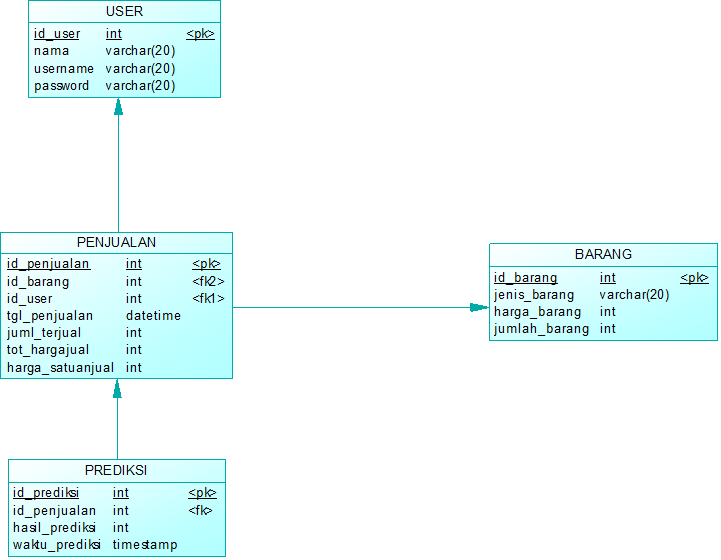 USER
id_user int <pk>
nama varchar(20)
username varchar(20)
password varchar(20)
PENJUALAN
id_penjualan int <pk>
id_barang int <fk2>
id_user int <fk1>
tgl_penjualan datetime
juml_terjual int
tot_hargajual int
harga_satuanjual int
BARANG
id_barang int <pk>
jenis_barang varchar(20)
harga_barang int
jumlah_barang int
PREDIKSI
id_prediksi int <pk>
id_penjualan int <fk>
hasil_prediksi int
waktu_prediksi timestamp